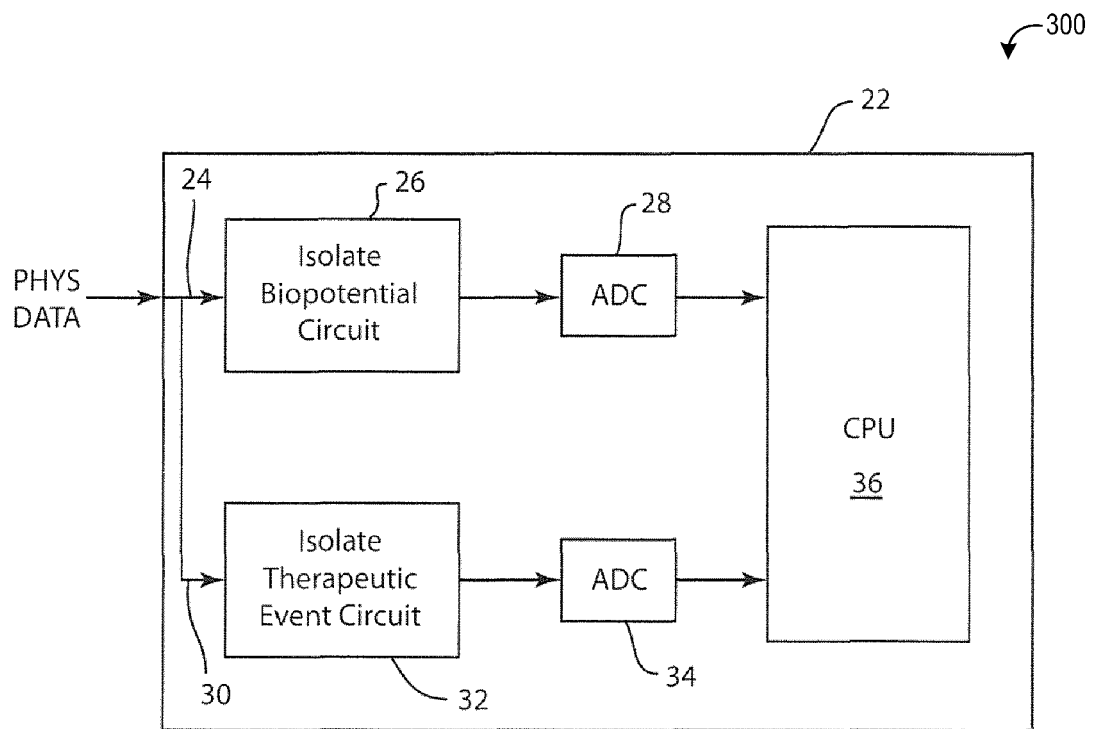 300
22
24
26
28
Isolate
Biopotential
Circuit
ADC
PHYS
DATA
CPU
36
Isolate
Therapeutic
Event Circuit
ADC
30
32
34